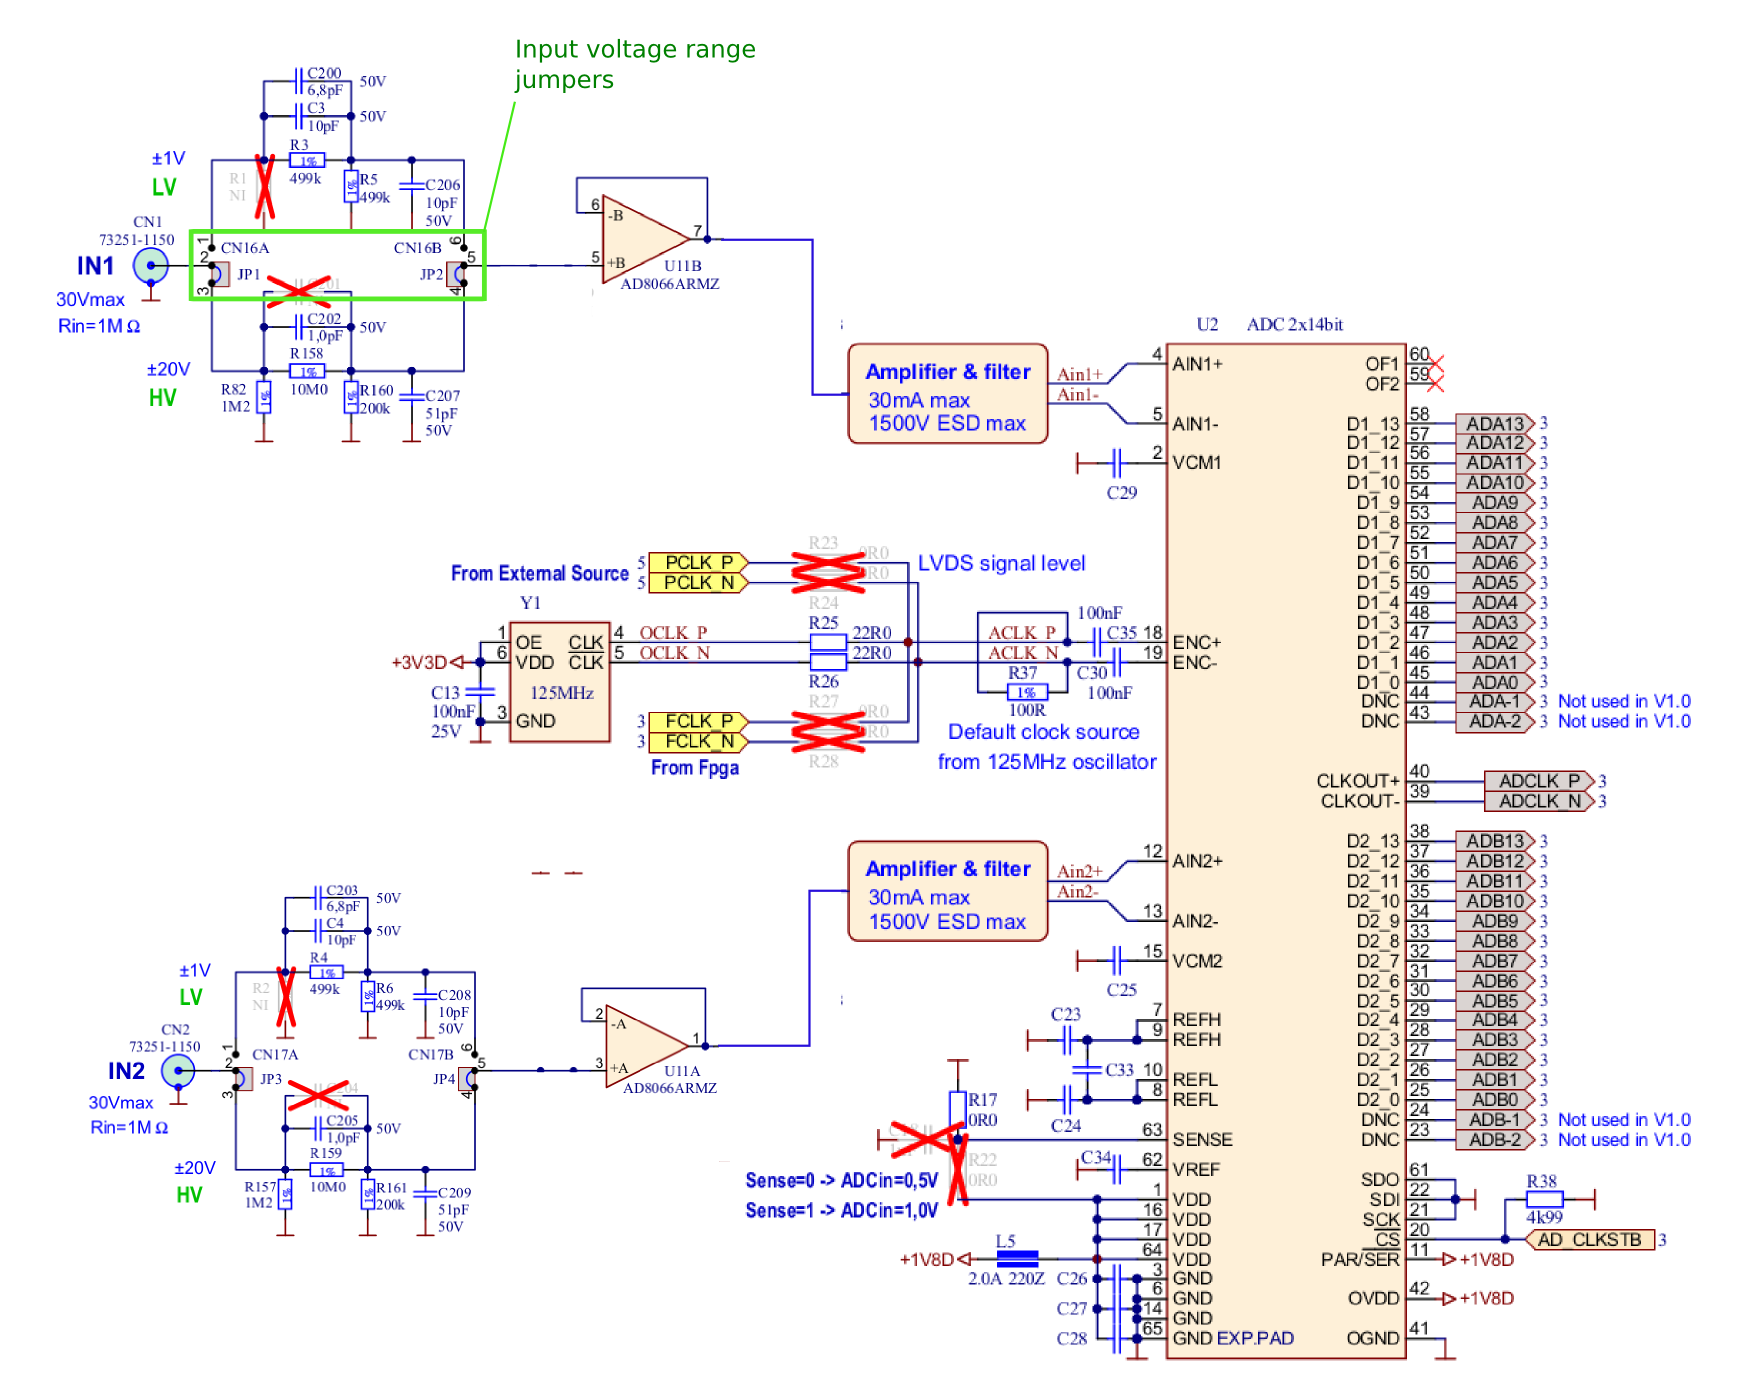 Input voltage range
jumpers
C200
6,8pF
50V
C3
10pF
50V
R3
1%
499k
±1V
LV
R1
NI
R5
1%
499k
C206
10pF
50V
CN1
73251-1150
IN1
30Vmax
Rin=1MΩ
1
2
3
CN16A
JP1
CN16B
JP2
6
5
4
C202
1,0pF
50V
R158
1%
10M0
±20V
HV
R82
1M2
1%
R160
200k
1%
C207
51pF
50V
6
-B
5
+B
7
U11B
AD8066ARMZ
Amplifier & filter
30mA max
1500V ESD max
Ain1+
Ain1-
U2
ADC 2x14bit
4 AIN1+
5 AIN1-
2 VCM1
C29
From External Source
5 PCLK_P
5 PCLK_N
R23
0R0
0R0
R24
LVDS signal level
Y1
1 OE
6 VDD
3 GND
CLK 4
CLK 5
125MHz
+3V3D
C13
100nF
25V
OCLK_P
OCLK_N
R25
22R0
22R0
R26
ACLK_P
ACLK_N
R37
1%
100R
100nF
C35
C30
100nF
18 ENC+
19 ENC-
R27
0R0
0R0
R28
3 FCLK_P
3 FCLK_N
From Fpga
Default clock source
from 125MHz oscillator
OF1 60
OF2 59
D1_13 58 ADA13 3
D1_12 57 ADA12 3
D1_11 56 ADA11 3
D1_10 55 ADA10 3
D1_9 54 ADA9 3
D1_8 53 ADA8 3
D1_7 52 ADA7 3
D1_6 51 ADA6 3
D1_5 50 ADA5 3
D1_4 49 ADA4 3
D1_3 48 ADA3 3
D1_2 47 ADA2 3
D1_1 46 ADA1 3
D1_0 45 ADA0 3
DNC 44 ADA-1 3 Not used in V1.0
DNC 43 ADA-2 3 Not used in V1.0
CLKOUT+ 40 ADCLK_P 3
CLKOUT- 39 ADCLK_N 3
D2_13 38 ADB13 3
D2_12 37 ADB12 3
D2_11 36 ADB11 3
D2_10 35 ADB10 3
D2_9 34 ADB9 3
D2_8 33 ADB8 3
D2_7 32 ADB7 3
D2_6 31 ADB6 3
D2_5 30 ADB5 3
D2_4 29 ADB4 3
D2_3 28 ADB3 3
D2_2 27 ADB2 3
D2_1 26 ADB1 3
D2_0 25 ADB0 3
DNC 24 ADB-1 3 Not used in V1.0
DNC 23 ADB-2 3 Not used in V1.0
SDO 61
SDI 22
SCK 21
CS 20
PAR/SER 11 +1V8D
OVDD 42 +1V8D
OGND 41
R38
4k99
AD_CLKSTB 3
C203
6,8pF
50V
C4
10pF
50V
R4
1%
499k
±1V
LV
R2
NI
R6
1%
499k
C208
10pF
50V
CN2
73251-1150
IN2
30Vmax
Rin=1MΩ
1
2
3
CN17A
JP3
CN17B
JP4
6
5
4
C205
1,0pF
50V
R159
1%
10M0
±20V
HV
R157
1M2
1%
R161
200k
1%
C209
51pF
50V
2
-A
3
+A
1
U11A
AD8066ARMZ
Amplifier & filter
30mA max
1500V ESD max
Ain2+
Ain2-
12 AIN2+
13 AIN2-
15 VCM2
C25
C23
7 REFH
9 REFH
C33
10 REFL
8 REFL
C24
R17
0R0
63 SENSE
R22
0R0
C34
62 VREF
Sense=0 -> ADCin=0,5V
Sense=1 -> ADCin=1,0V
1 VDD
16 VDD
17 VDD
64 VDD
+1V8D
L5
2.0A 220Z
C26
3 GND
6 GND
C27
14 GND
C28
65 GND EXP.PAD